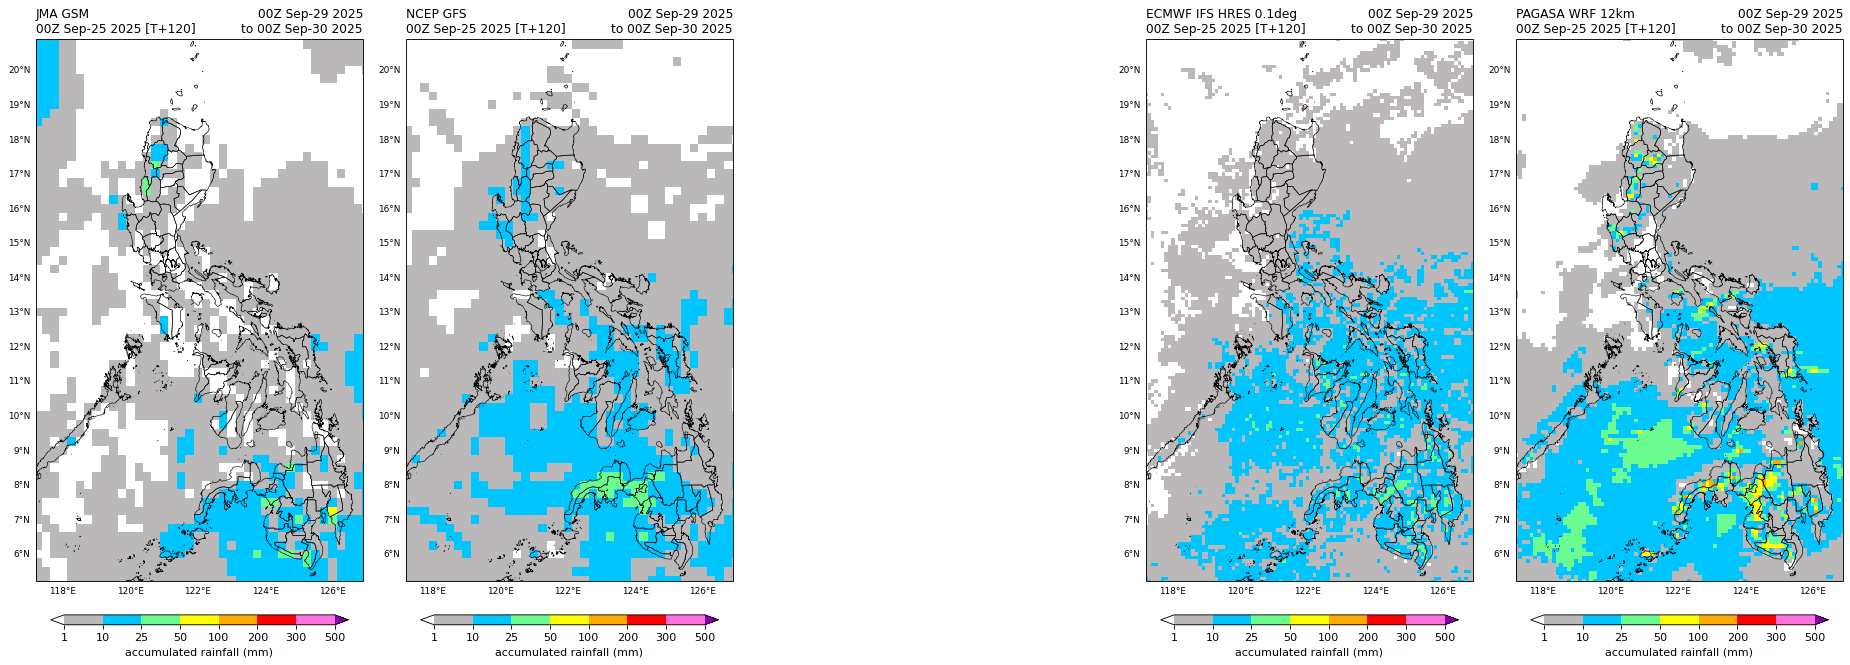 JMA GSM 00Z Sep-29 2025
00Z Sep-25 2025 [T+120] to 00Z Sep-30 2025
20°N
19°N
18°N
17°N
16°N
15°N
14°N
13°N
12°N
11°N
10°N
9°N
8°N
7°N
6°N
118°E 120°E 122°E 124°E 126°E
1 10 25 50 100 200 300 500
accumulated rainfall (mm)
NCEP GFS 00Z Sep-29 2025
00Z Sep-25 2025 [T+120] to 00Z Sep-30 2025
20°N
19°N
18°N
17°N
16°N
15°N
14°N
13°N
12°N
11°N
10°N
9°N
8°N
7°N
6°N
118°E 120°E 122°E 124°E 126°E
1 10 25 50 100 200 300 500
accumulated rainfall (mm)
ECMWF IFS HRES 0.1deg 00Z Sep-29 2025
00Z Sep-25 2025 [T+120] to 00Z Sep-30 2025
20°N
19°N
18°N
17°N
16°N
15°N
14°N
13°N
12°N
11°N
10°N
9°N
8°N
7°N
6°N
118°E 120°E 122°E 124°E 126°E
1 10 25 50 100 200 300 500
accumulated rainfall (mm)
PAGASA WRF 12km 00Z Sep-29 2025
00Z Sep-25 2025 [T+120] to 00Z Sep-30 2025
20°N
19°N
18°N
17°N
16°N
15°N
14°N
13°N
12°N
11°N
10°N
9°N
8°N
7°N
6°N
118°E 120°E 122°E 124°E 126°E
1 10 25 50 100 200 300 500
accumulated rainfall (mm)